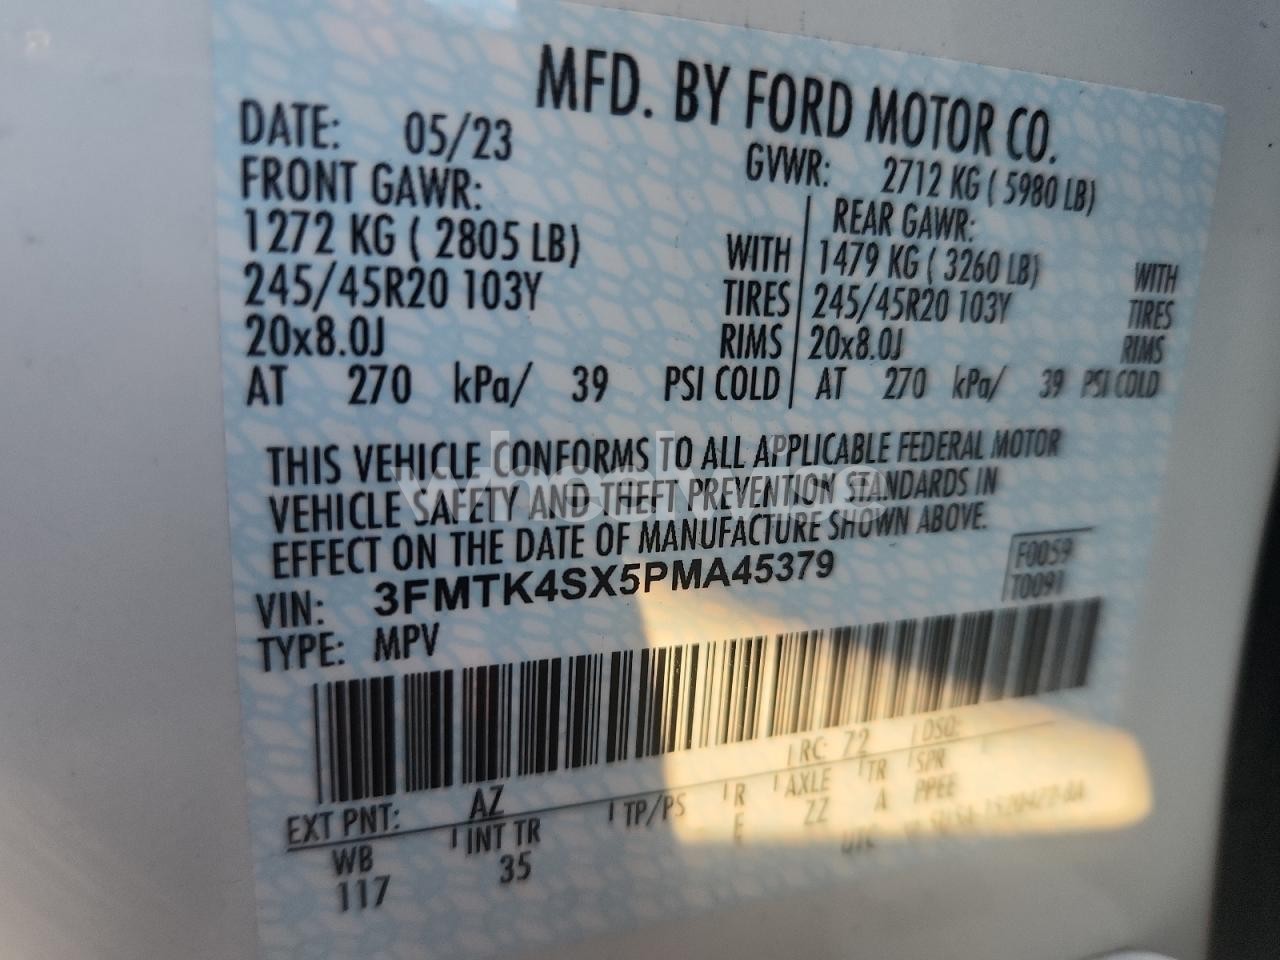 MFD. BY FORD MOTOR CO.
DATE: 05/23
GVWR: 2712 KG ( 5980 LB)
FRONT GAWR:
REAR GAWR:
1272 KG ( 2805 LB) WITH
1479 KG ( 3260 LB) WITH
245/45R20 103Y TIRES
245/45R20 103Y TIRES
20x8.0J RIMS
20x8.0J RIMS
AT 270 kPa/ 39 PSI COLD
AT 270 kPa/ 39 PSI COLD
THIS VEHICLE CONFORMS TO ALL APPLICABLE FEDERAL MOTOR
VEHICLE SAFETY AND THEFT PREVENTION STANDARDS IN
EFFECT ON THE DATE OF MANUFACTURE SHOWN ABOVE.
F0059
T0091
VIN: 3FMTK4SX5PMA45379
TYPE: MPV
EXT PNT: AZ RC: 72 DSO:
WB INT TR TP/PS R AXLE TR SPR
117 35 E ZZ A PPEE
UTC